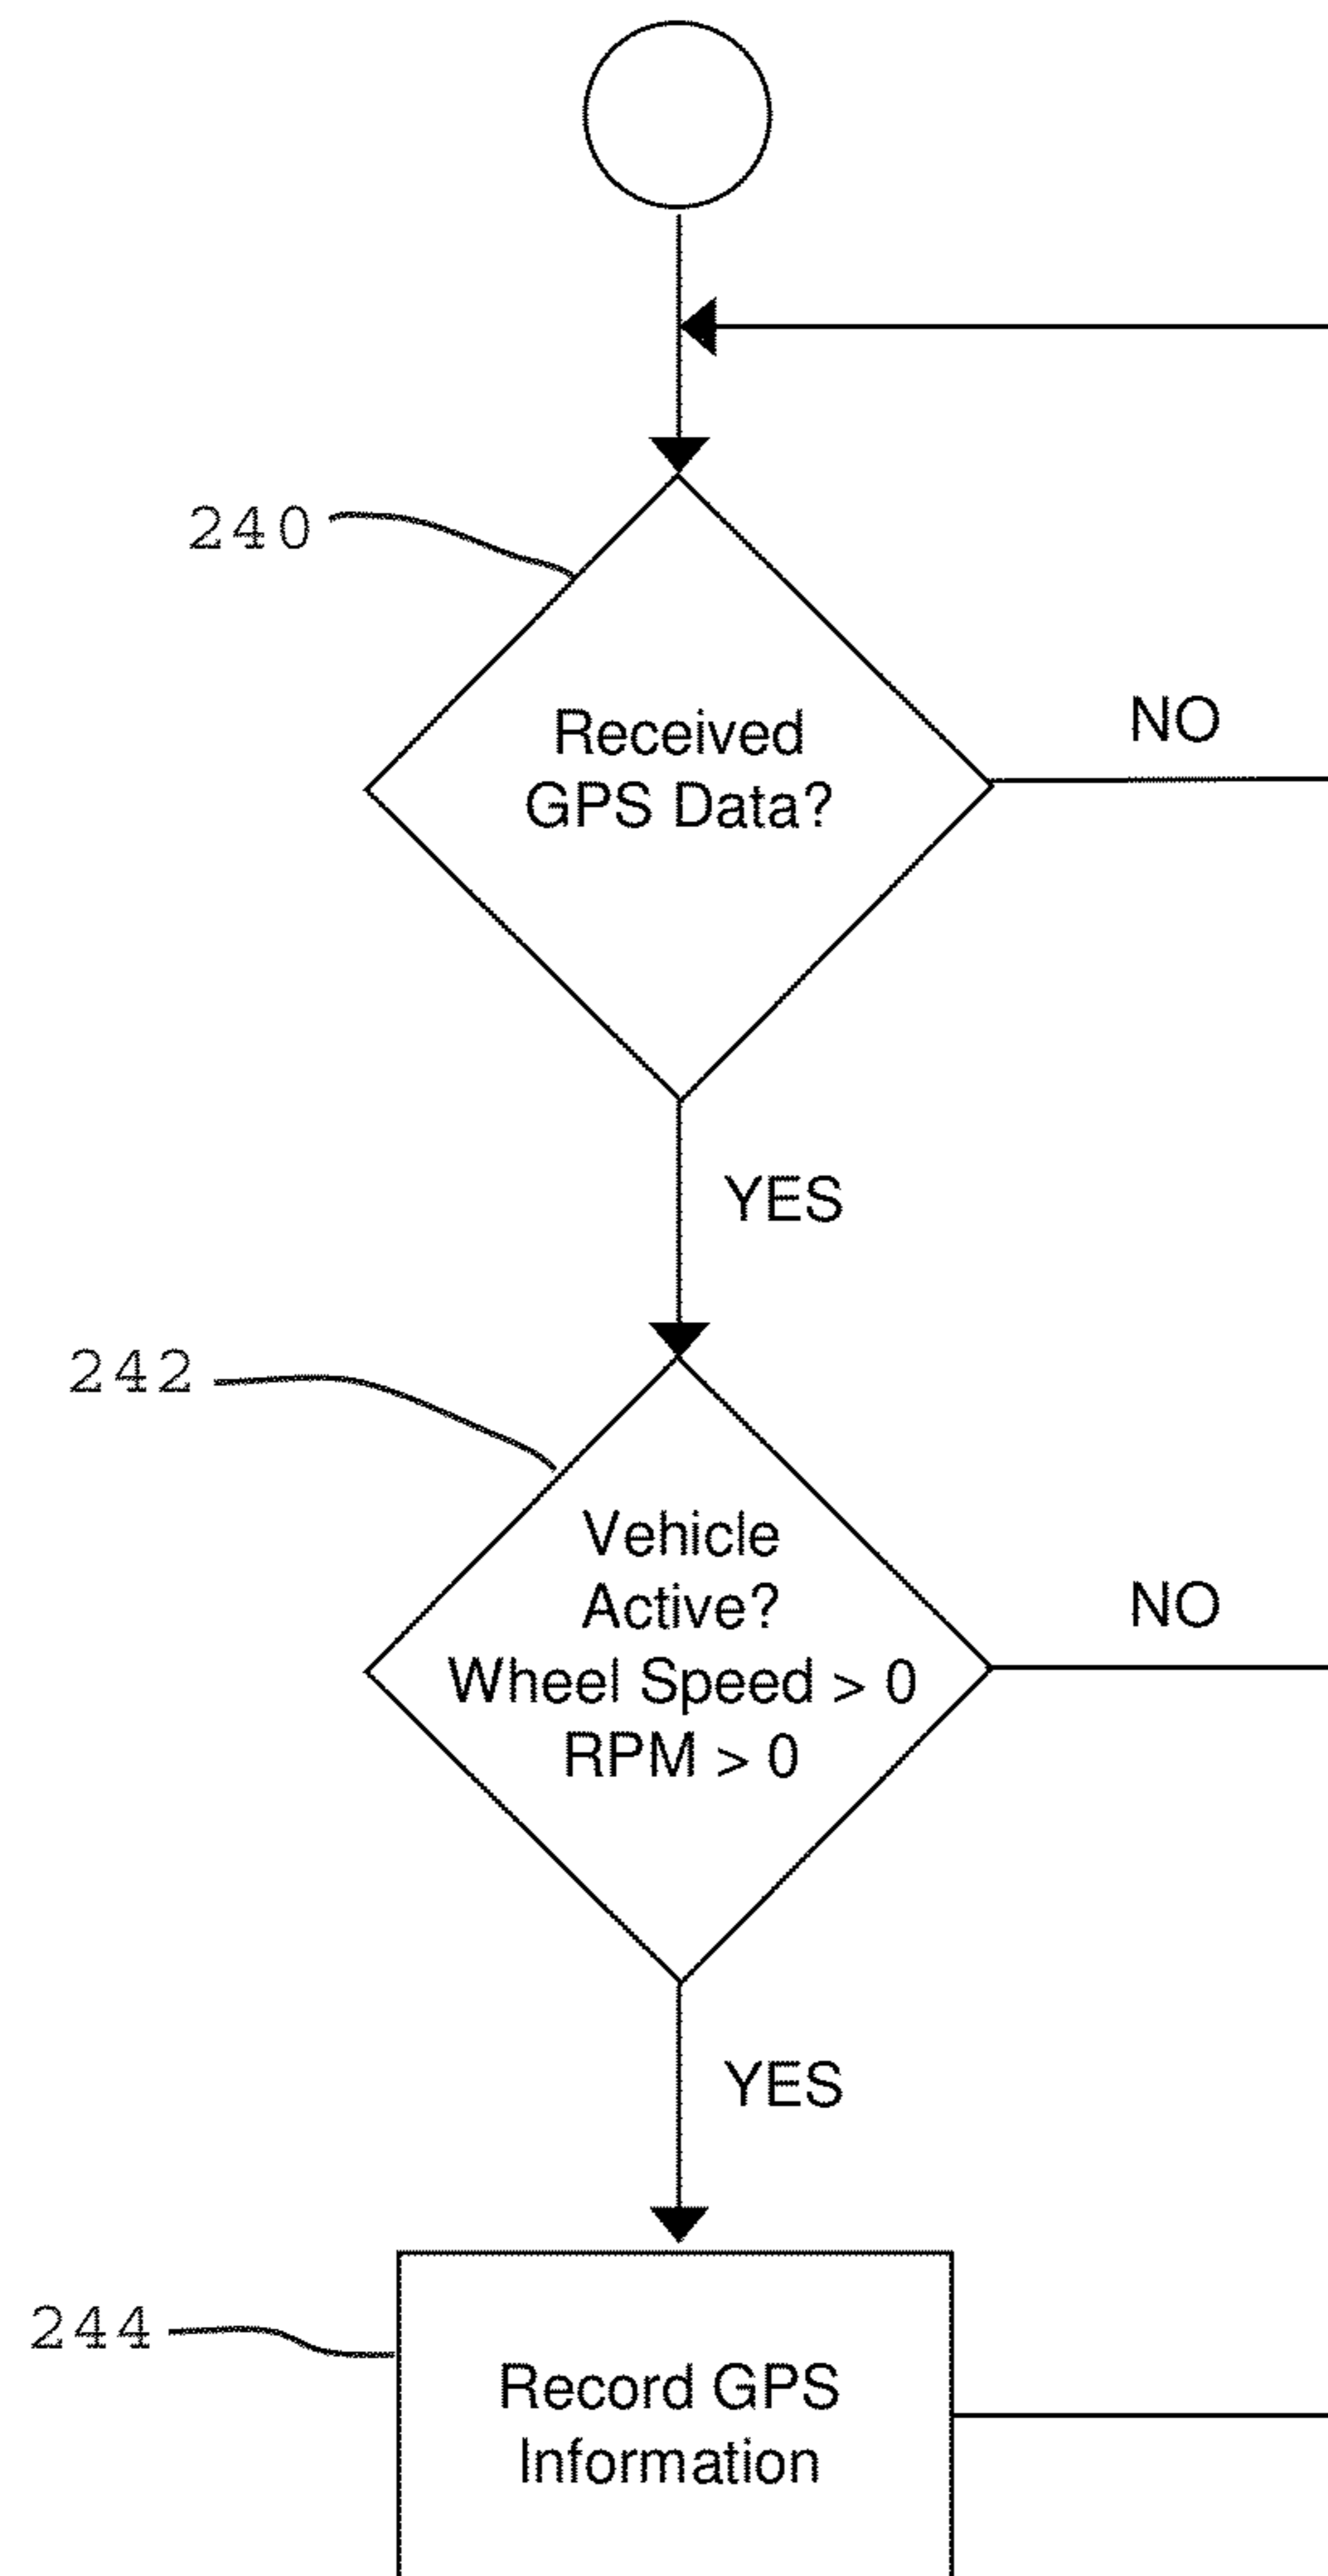 240
Received
GPS Data?
NO
YES
242
Vehicle
Active?
Wheel Speed > 0
RPM > 0
NO
YES
244
Record GPS
Information